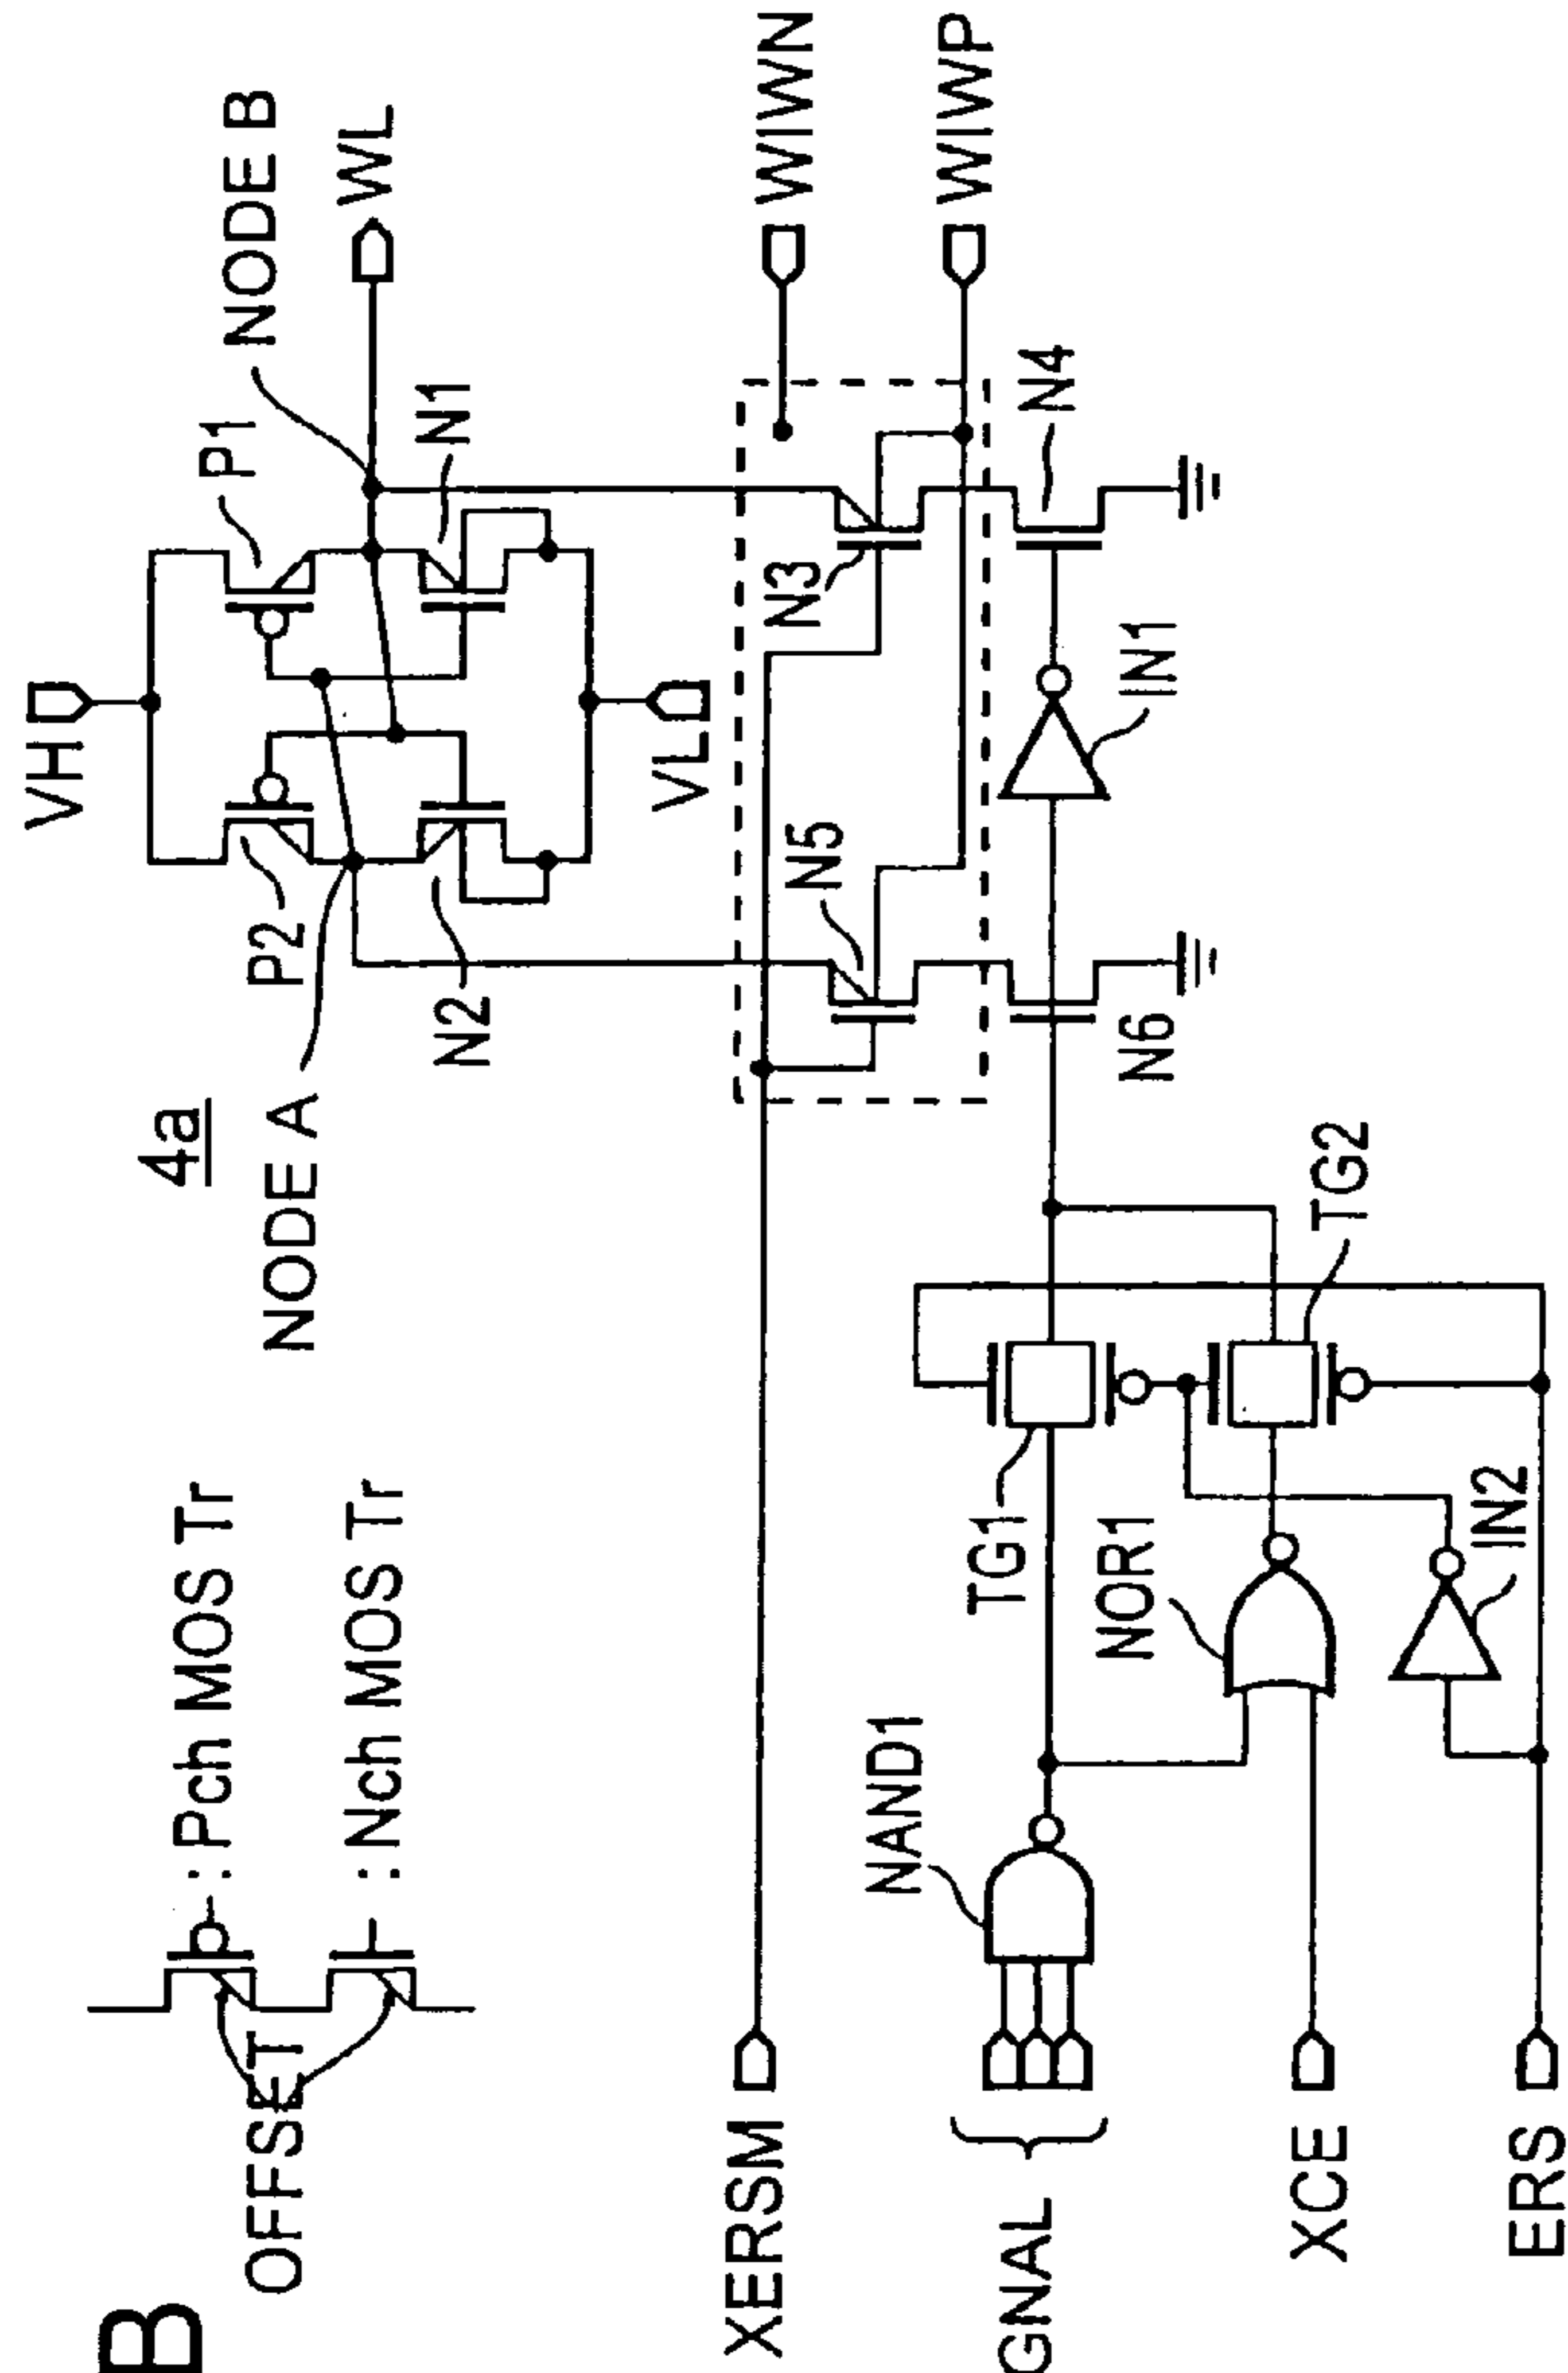 B
OFFSET
:Pch MOS Tr
:Nch MOS Tr
4a
VH
P2
P1
NODE A
NODE B
N2
N1
WL
VL
XERSM
N5
N3
WIWN
WIWP
N6
N4
IN1
GNAL
NAND1
TG1
NOR1
TG2
XCE
IN2
ERS